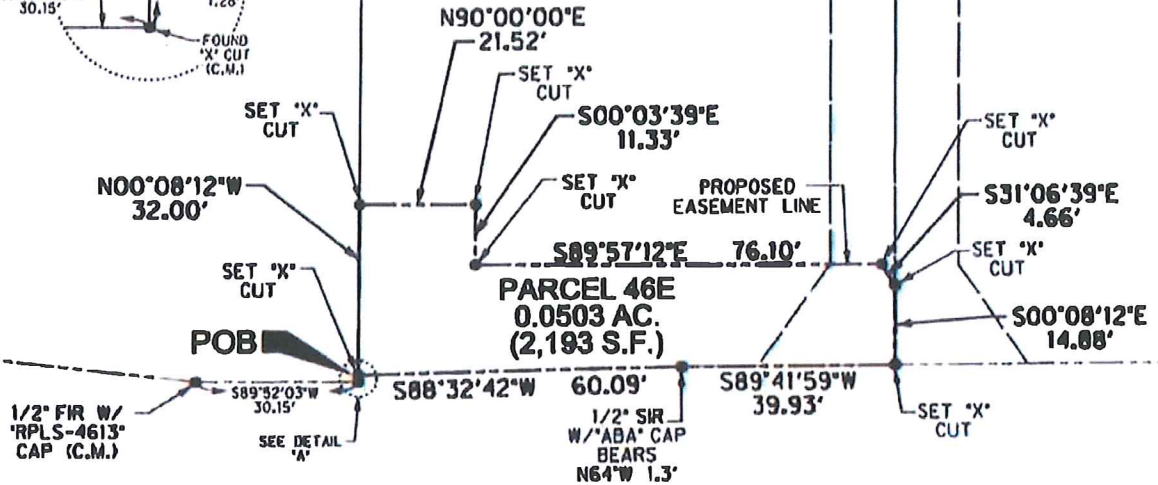 30.15'
1.28'
FOUND
"X" CUT
(C.M.)
N90°00'00"E
21.52'
SET "X"
CUT
SET "X"
CUT
S00°03'39"E
11.33'
SET "X"
CUT
N00°08'12"W
32.00'
SET "X"
CUT
PROPOSED
EASEMENT LINE
SET "X"
CUT
S31°06'39"E
4.66'
SET "X"
CUT
S89°57'12"E 76.10'
PARCEL 46E
0.0503 AC.
(2,193 S.F.)
S00°08'12"E
14.88'
POB
S89°52'03"W
30.15'
S88°32'42"W 60.09'
S89°41'59"W
39.93'
1/2" FIR W/
"RPLS-4613"
CAP (C.M.)
SEE DETAIL
"A"
1/2" SIR
W/"ABA" CAP
BEARS
N64°W 1.3'
SET "X"
CUT